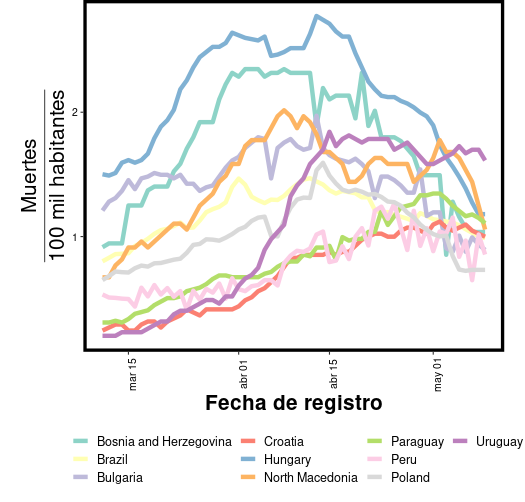 Muertes
100 mil habitantes
2
1
mar 15
abr 01
abr 15
may 01
Fecha de registro
Bosnia and Herzegovina
Croatia
Paraguay
Uruguay
Brazil
Hungary
Peru
Bulgaria
North Macedonia
Poland